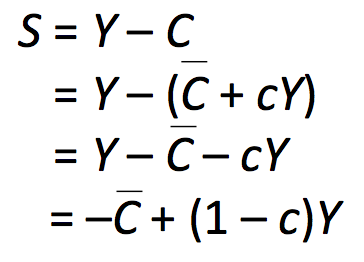 S = Y – C
= Y – (C̅ + cY)
= Y – C̅ – cY
= –C̅ + (1 – c)Y